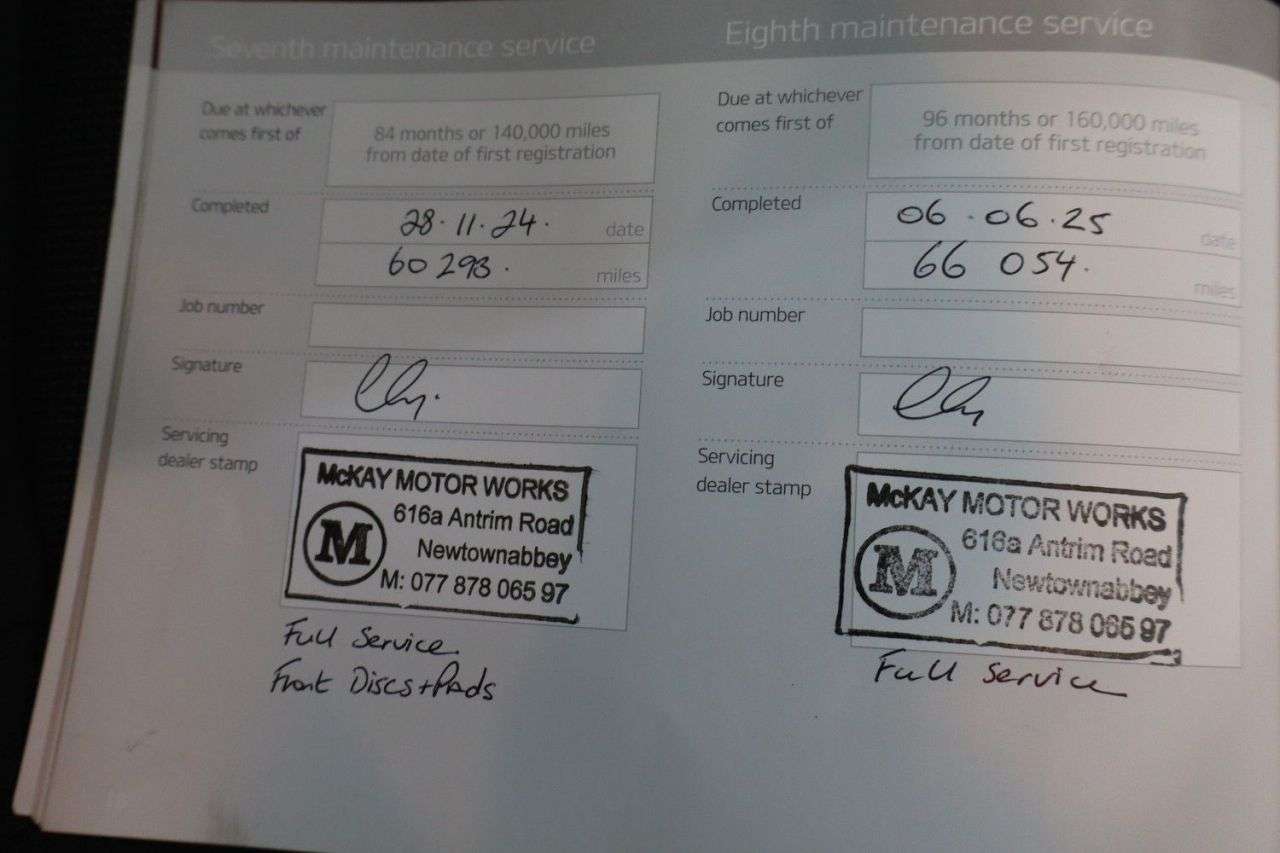 Seventh maintenance service
Due at whichever
comes first of
84 months or 140,000 miles
from date of first registration
Completed
28.11.24.
date
60 293.
miles
Job number
Signature
Servicing
dealer stamp
McKAY MOTOR WORKS
616a Antrim Road
M
Newtownabbey
M: 077 878 065 97
Full Service
Front Discs+Pads
Eighth maintenance service
Due at whichever
comes first of
96 months or 160,000 miles
from date of first registration
Completed
06.06.25
date
66 054.
miles
Job number
Signature
Servicing
dealer stamp
McKAY MOTOR WORKS
616a Antrim Road
M
Newtownabbey
M: 077 878 065 97
Full Service